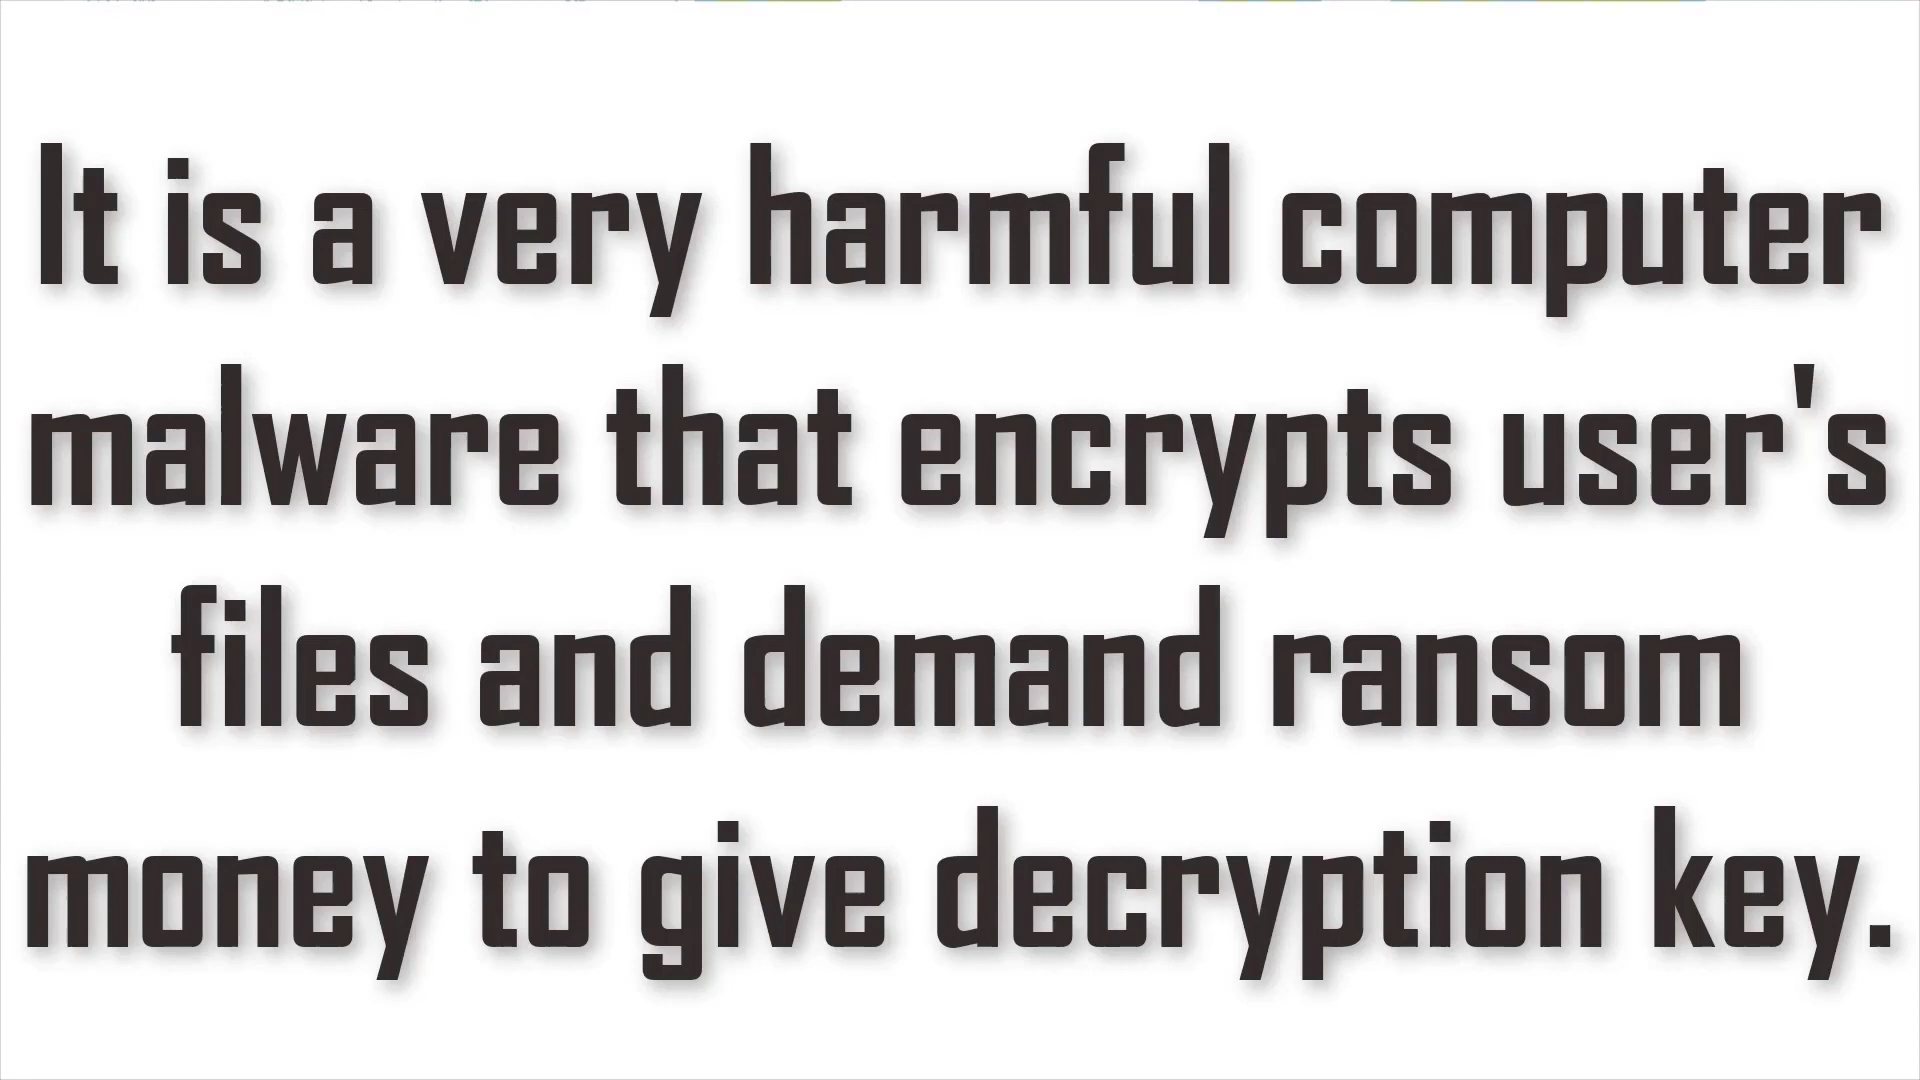 It is a very harmful computer
malware that encrypts user's
files and demand ransom
money to give decryption key.